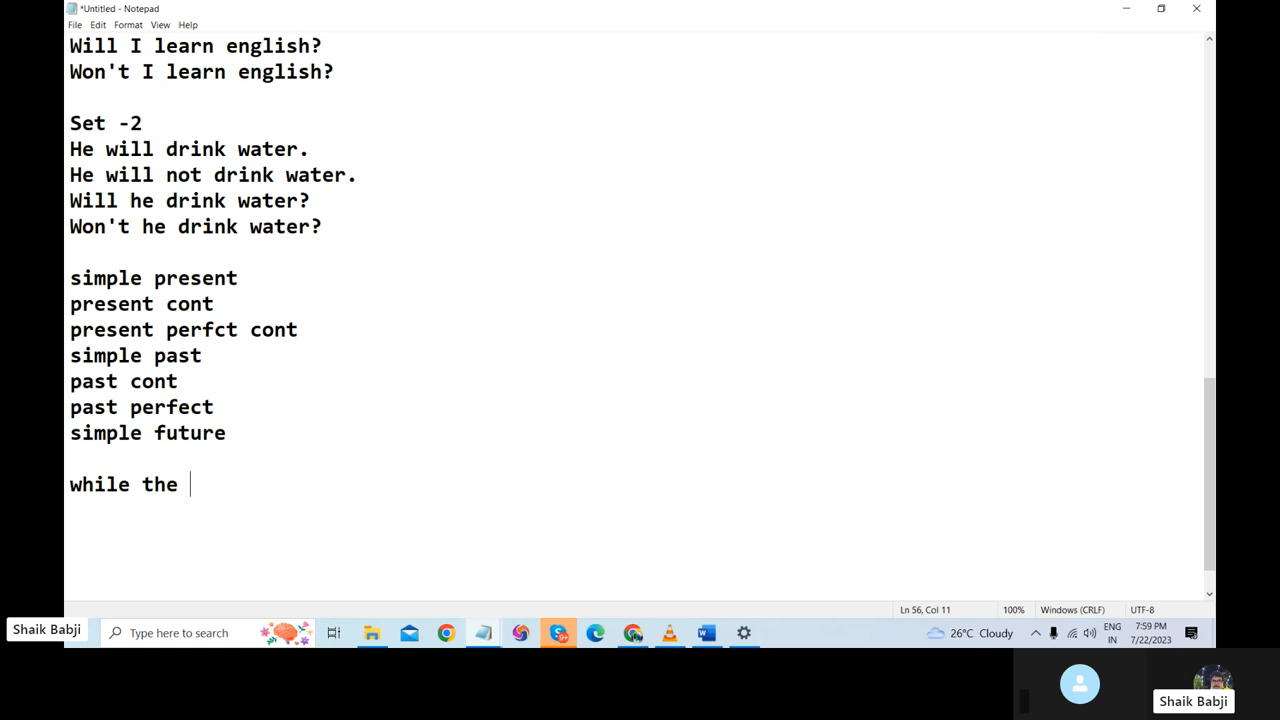 *Untitled - Notepad
File Edit Format View Help
Will I learn english?
Won't I learn english?
Set -2
He will drink water.
He will not drink water.
Will he drink water?
Won't he drink water?
simple present
present cont
present perfct cont
simple past
past cont
past perfect
simple future
while the
Ln 56, Col 11 100% Windows (CRLF) UTF-8
Shaik Babji
Type here to search
9+
26°C Cloudy
ENG
IN
7:59 PM
7/22/2023
Shaik Babji